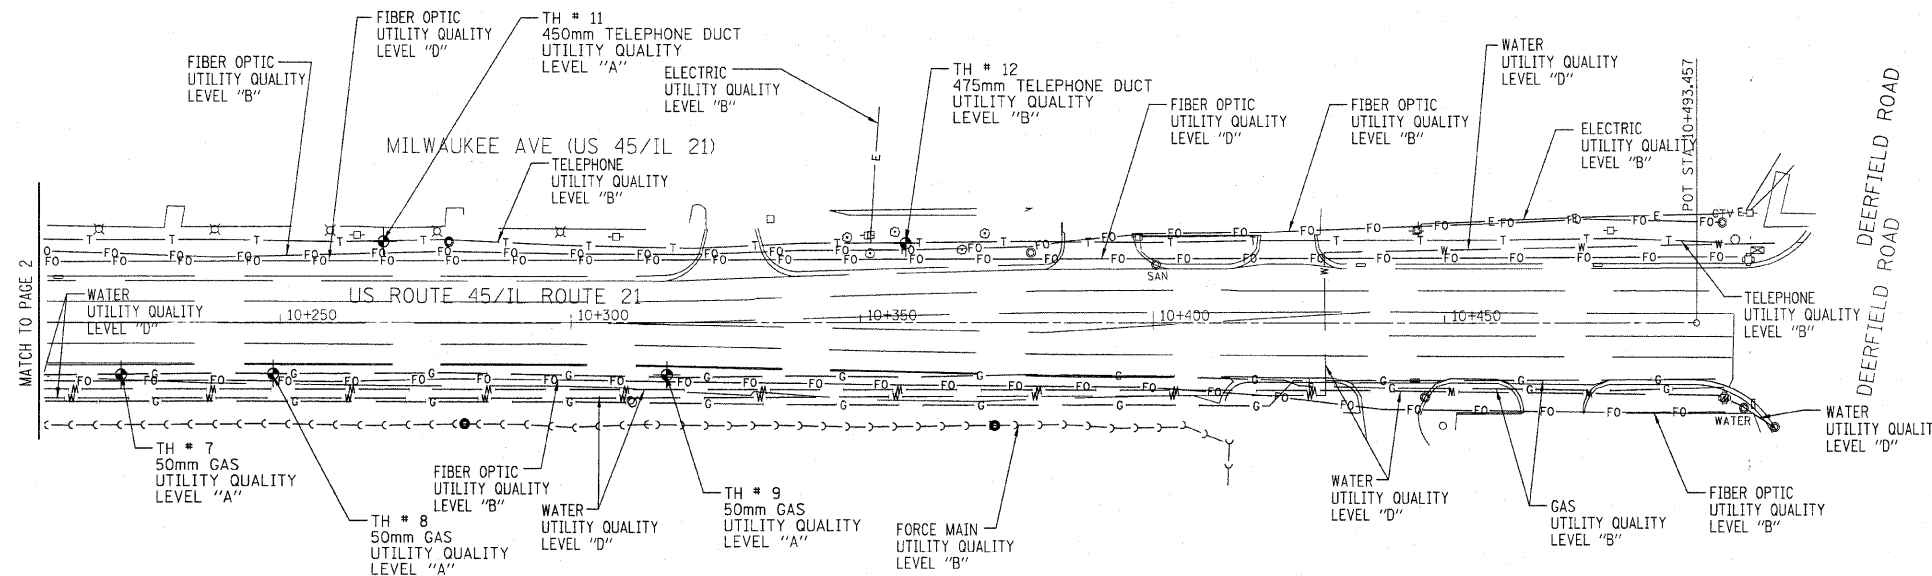 FIBER OPTIC
UTILITY QUALITY
LEVEL "D"
TH # 11
450mm TELEPHONE DUCT
UTILITY QUALITY
LEVEL "A"
FIBER OPTIC
UTILITY QUALITY
LEVEL "B"
ELECTRIC
UTILITY QUALITY
LEVEL "B"
TH # 12
475mm TELEPHONE DUCT
UTILITY QUALITY
LEVEL "B"
FIBER OPTIC
UTILITY QUALITY
LEVEL "D"
FIBER OPTIC
UTILITY QUALITY
LEVEL "B"
WATER
UTILITY QUALITY
LEVEL "D"
ELECTRIC
UTILITY QUALITY
LEVEL "B"
POT STA 10+493.457
DEERFIELD ROAD
DEERFIELD ROAD
MILWAUKEE AVE (US 45/IL 21)
TELEPHONE
UTILITY QUALITY
LEVEL "B"
MATCH TO PAGE 2
WATER
UTILITY QUALITY
LEVEL "D"
US ROUTE 45/IL ROUTE 21
SAN
10+250
10+300
10+350
10+400
10+450
TELEPHONE
UTILITY QUALITY
LEVEL "B"
TH # 7
50mm GAS
UTILITY QUALITY
LEVEL "A"
TH # 8
50mm GAS
UTILITY QUALITY
LEVEL "A"
FIBER OPTIC
UTILITY QUALITY
LEVEL "B"
WATER
UTILITY QUALITY
LEVEL "D"
TH # 9
50mm GAS
UTILITY QUALITY
LEVEL "A"
FORCE MAIN
UTILITY QUALITY
LEVEL "B"
WATER
UTILITY QUALITY
LEVEL "D"
GAS
UTILITY QUALITY
LEVEL "B"
FIBER OPTIC
UTILITY QUALITY
LEVEL "B"
WATER
WATER
UTILIT
LEVEL "D"